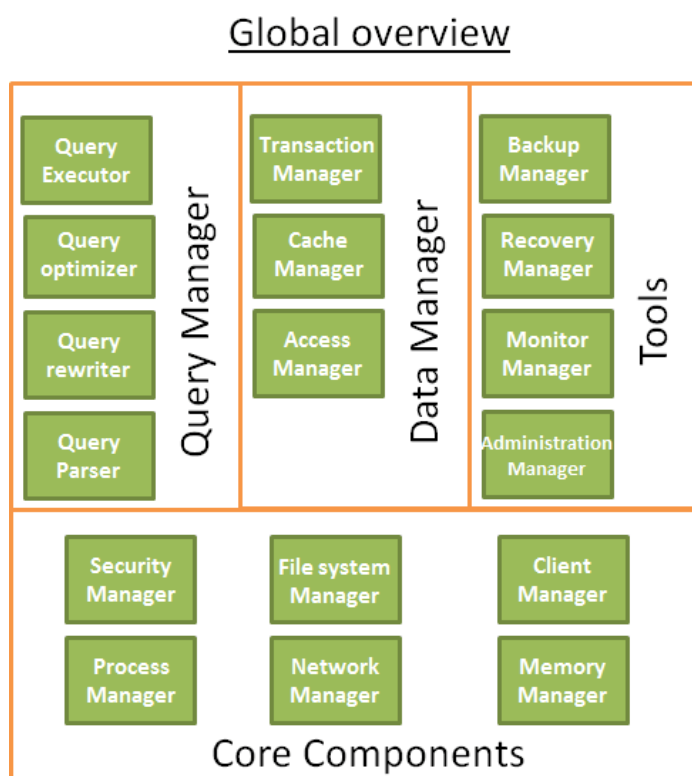 Global overview
Query
Executor
Query
optimizer
Query
rewriter
Query
Parser
Query Manager
Transaction
Manager
Cache
Manager
Access
Manager
Data Manager
Backup
Manager
Recovery
Manager
Monitor
Manager
Administration
Manager
Tools
Security
Manager
File system
Manager
Client
Manager
Process
Manager
Network
Manager
Memory
Manager
Core Components